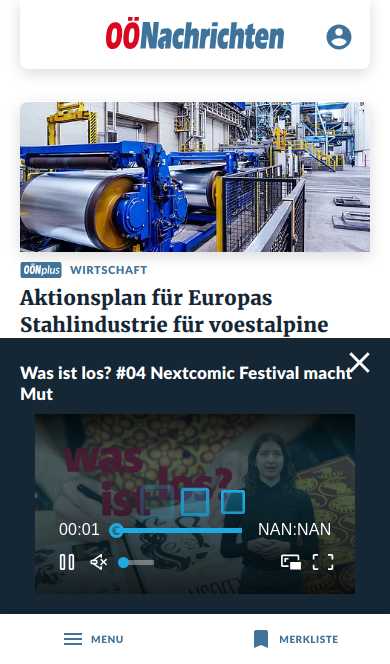 OÖNachrichten
OÖNplus WIRTSCHAFT
Aktionsplan für Europas
Stahlindustrie für voestalpine
Was ist los? #04 Nextcomic Festival macht
Mut
was
ist los?
00:01
NAN:NAN
MENU
MERKLISTE